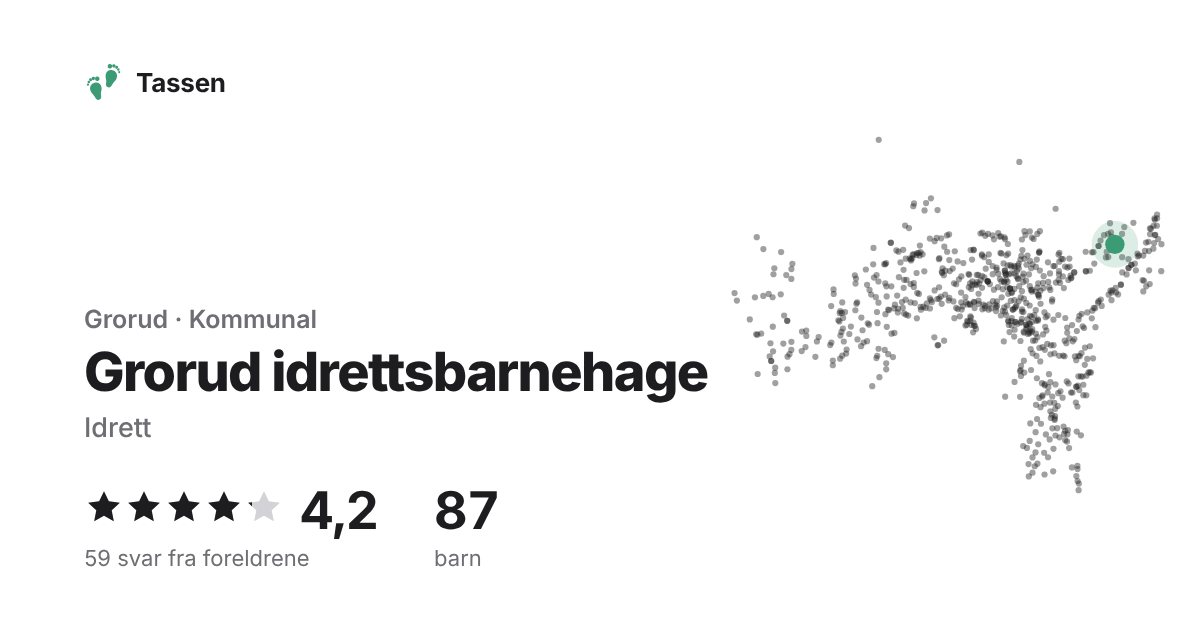 Tassen
Grorud · Kommunal
Grorud idrettsbarnehage
Idrett
4,2
87
59 svar fra foreldrene
barn